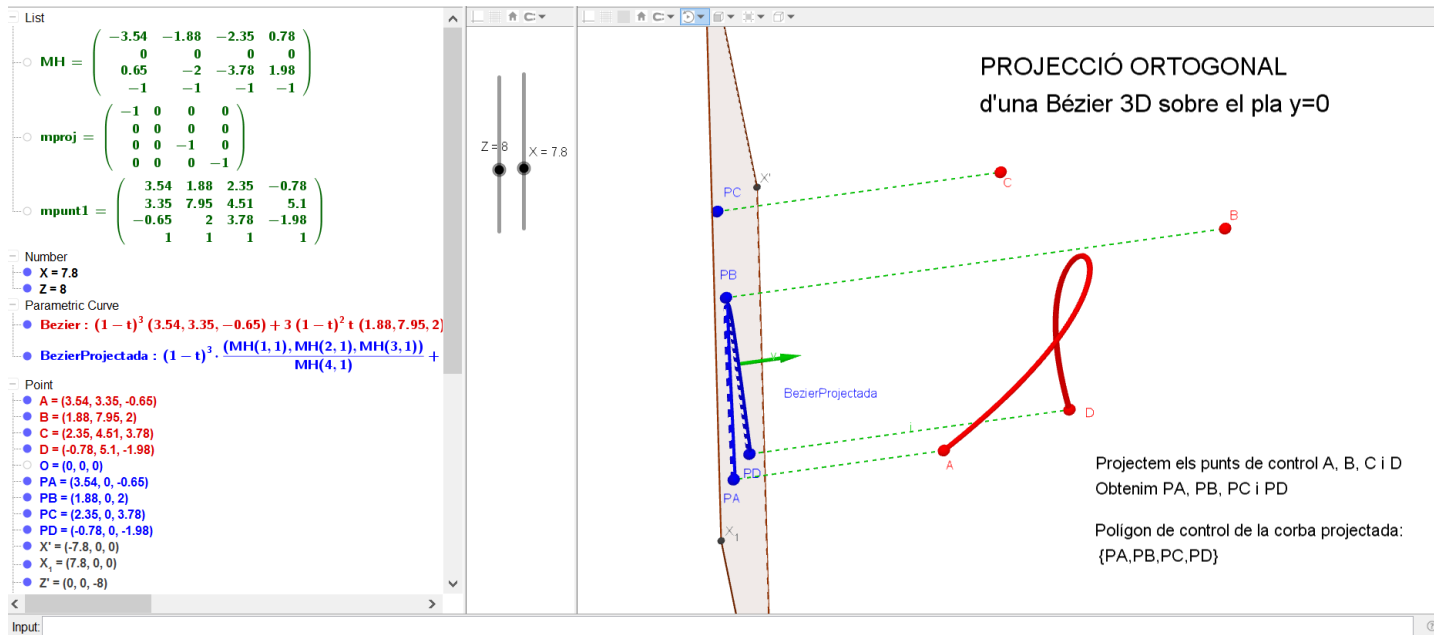 List
MH = ( −3.54 −1.88 −2.35 0.78
0 0 0 0
0.65 −2 −3.78 1.98
−1 −1 −1 −1 )
mproj = ( −1 0 0 0
0 0 0 0
0 0 −1 0
0 0 0 −1 )
mpunt1 = ( 3.54 1.88 2.35 −0.78
3.35 7.95 4.51 5.1
−0.65 2 3.78 −1.98
1 1 1 1 )
Number
X = 7.8
Z = 8
Parametric Curve
Bezier : (1 − t)³ (3.54, 3.35, −0.65) + 3 (1 − t)² t (1.88, 7.95, 2)
BezierProjectada : (1 − t)³ · (MH(1, 1), MH(2, 1), MH(3, 1)) / MH(4, 1) +
Point
A = (3.54, 3.35, -0.65)
B = (1.88, 7.95, 2)
C = (2.35, 4.51, 3.78)
D = (-0.78, 5.1, -1.98)
O = (0, 0, 0)
PA = (3.54, 0, -0.65)
PB = (1.88, 0, 2)
PC = (2.35, 0, 3.78)
PD = (-0.78, 0, -1.98)
X' = (-7.8, 0, 0)
X₁ = (7.8, 0, 0)
Z' = (0, 0, -8)
Input:
Z = 8
X = 7.8
PROJECCIÓ ORTOGONAL
d'una Bézier 3D sobre el pla y=0
X'
C
PC
B
PB
BezierProjectada
D
A
PD
PA
X₁
Projectem els punts de control A, B, C i D
Obtenim PA, PB, PC i PD
Polígon de control de la corba projectada:
{PA,PB,PC,PD}